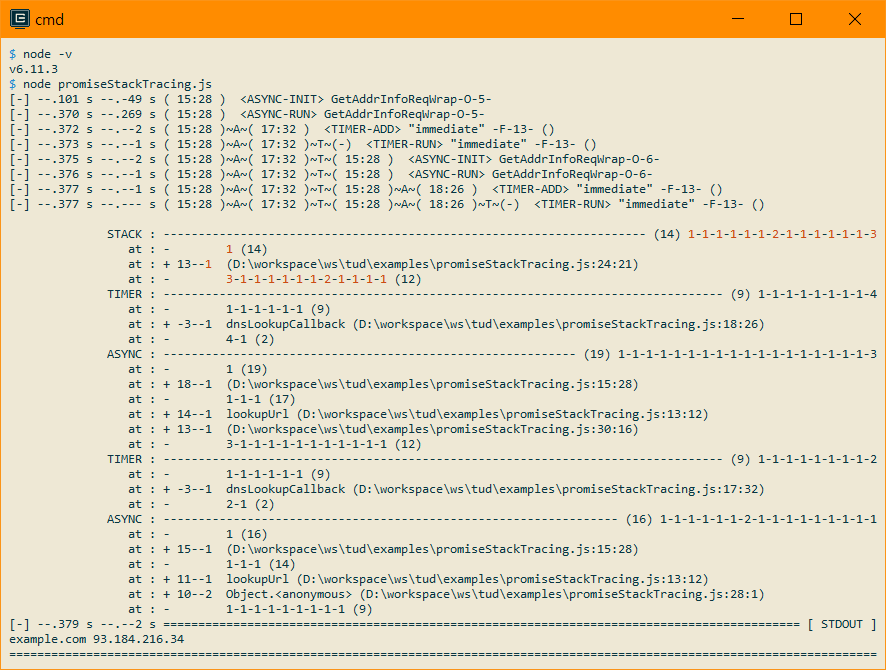 cmd
$ node -v
v6.11.3
$ node promiseStackTracing.js
[-] --.101 s --.-49 s ( 15:28 )  <ASYNC-INIT> GetAddrInfoReqWrap-O-5-
[-] --.370 s --.269 s ( 15:28 )  <ASYNC-RUN> GetAddrInfoReqWrap-O-5-
[-] --.372 s --.--2 s ( 15:28 )~A~( 17:32 )  <TIMER-ADD> "immediate" -F-13- ()
[-] --.373 s --.--1 s ( 15:28 )~A~( 17:32 )~T~(-)  <TIMER-RUN> "immediate" -F-13- ()
[-] --.375 s --.--2 s ( 15:28 )~A~( 17:32 )~T~( 15:28 )  <ASYNC-INIT> GetAddrInfoReqWrap-O-6-
[-] --.376 s --.--1 s ( 15:28 )~A~( 17:32 )~T~( 15:28 )  <ASYNC-RUN> GetAddrInfoReqWrap-O-6-
[-] --.377 s --.--1 s ( 15:28 )~A~( 17:32 )~T~( 15:28 )~A~( 18:26 )  <TIMER-ADD> "immediate" -F-13- ()
[-] --.377 s --.--- s ( 15:28 )~A~( 17:32 )~T~( 15:28 )~A~( 18:26 )~T~(-)  <TIMER-RUN> "immediate" -F-13- ()
STACK : --------------------------------------------------------------------- (14) 1-1-1-1-1-1-2-1-1-1-1-1-1-3
at : -        1 (14)
at : + 13--1  (D:\workspace\ws\tud\examples\promiseStackTracing.js:24:21)
at : -        3-1-1-1-1-1-1-2-1-1-1-1 (12)
TIMER : -------------------------------------------------------------------------------- (9) 1-1-1-1-1-1-1-1-4
at : -        1-1-1-1-1-1 (9)
at : + -3--1  dnsLookupCallback (D:\workspace\ws\tud\examples\promiseStackTracing.js:18:26)
at : -        4-1 (2)
ASYNC : ----------------------------------------------------------- (19) 1-1-1-1-1-1-1-1-1-1-1-1-1-1-1-1-1-1-3
at : -        1 (19)
at : + 18--1  (D:\workspace\ws\tud\examples\promiseStackTracing.js:15:28)
at : -        1-1-1 (17)
at : + 14--1  lookupUrl (D:\workspace\ws\tud\examples\promiseStackTracing.js:13:12)
at : + 13--1  (D:\workspace\ws\tud\examples\promiseStackTracing.js:30:16)
at : -        3-1-1-1-1-1-1-1-1-1-1-1 (12)
TIMER : -------------------------------------------------------------------------------- (9) 1-1-1-1-1-1-1-1-2
at : -        1-1-1-1-1-1 (9)
at : + -3--1  dnsLookupCallback (D:\workspace\ws\tud\examples\promiseStackTracing.js:17:32)
at : -        2-1 (2)
ASYNC : ----------------------------------------------------------------- (16) 1-1-1-1-1-1-2-1-1-1-1-1-1-1-1-1
at : -        1 (16)
at : + 15--1  (D:\workspace\ws\tud\examples\promiseStackTracing.js:15:28)
at : -        1-1-1 (14)
at : + 11--1  lookupUrl (D:\workspace\ws\tud\examples\promiseStackTracing.js:13:12)
at : + 10--2  Object.<anonymous> (D:\workspace\ws\tud\examples\promiseStackTracing.js:28:1)
at : -        1-1-1-1-1-1-1-1-1 (9)
[-] --.379 s --.--2 s =========================================================================================== [ STDOUT ]
example.com 93.184.216.34
============================================================================================================================